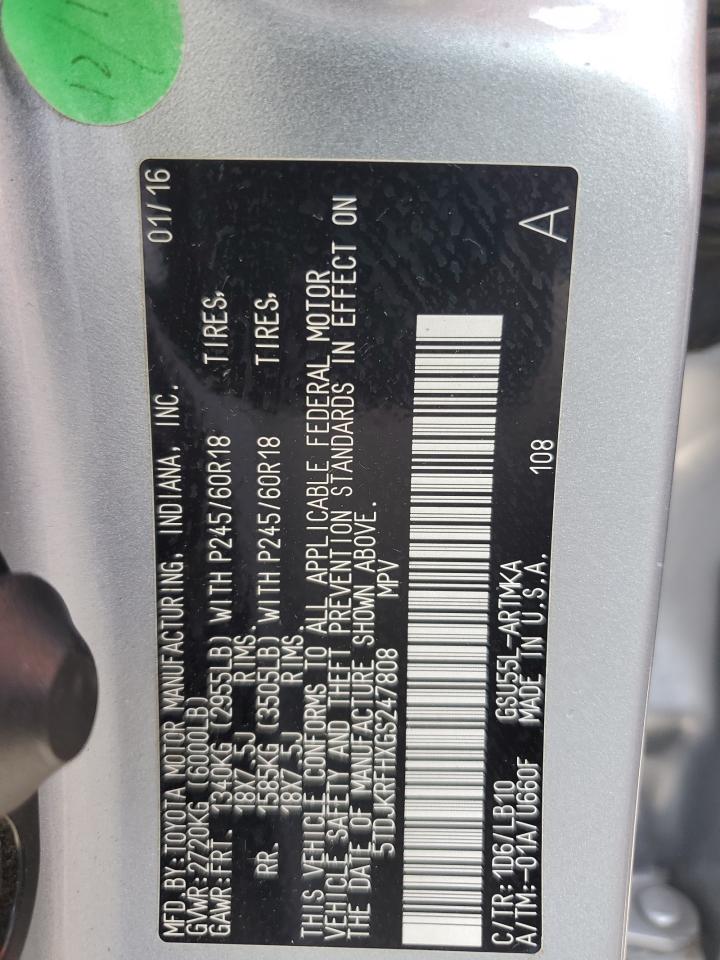 12/1
MFD. BY: TOYOTA MOTOR MANUFACTURING, INDIANA, INC. 01/16
GVWR: 2720KG (6000LB)
GAWR: FRT. 1340KG (2955LB) WITH P245/60R18 TIRES,
18X7.5J RIMS.
RR. 1585KG (3505LB) WITH P245/60R18 TIRES,
18X7.5J RIMS.
THIS VEHICLE CONFORMS TO ALL APPLICABLE FEDERAL MOTOR
VEHICLE SAFETY AND THEFT PREVENTION STANDARDS IN EFFECT ON
THE DATE OF MANUFACTURE SHOWN ABOVE.
5TDJKRFHXGS247808 MPV
C/TR: 1D6/LB10 GSU55L-ARTMKA 108 A
A/TM: -01A/U660F MADE IN U.S.A.